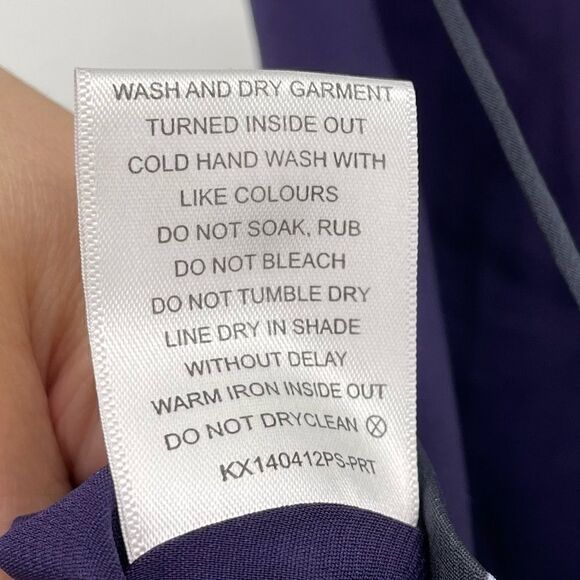 WASH AND DRY GARMENT
TURNED INSIDE OUT
COLD HAND WASH WITH
LIKE COLOURS
DO NOT SOAK, RUB
DO NOT BLEACH
DO NOT TUMBLE DRY
LINE DRY IN SHADE
WITHOUT DELAY
WARM IRON INSIDE OUT
DO NOT DRYCLEAN
KX140412PS-PRT